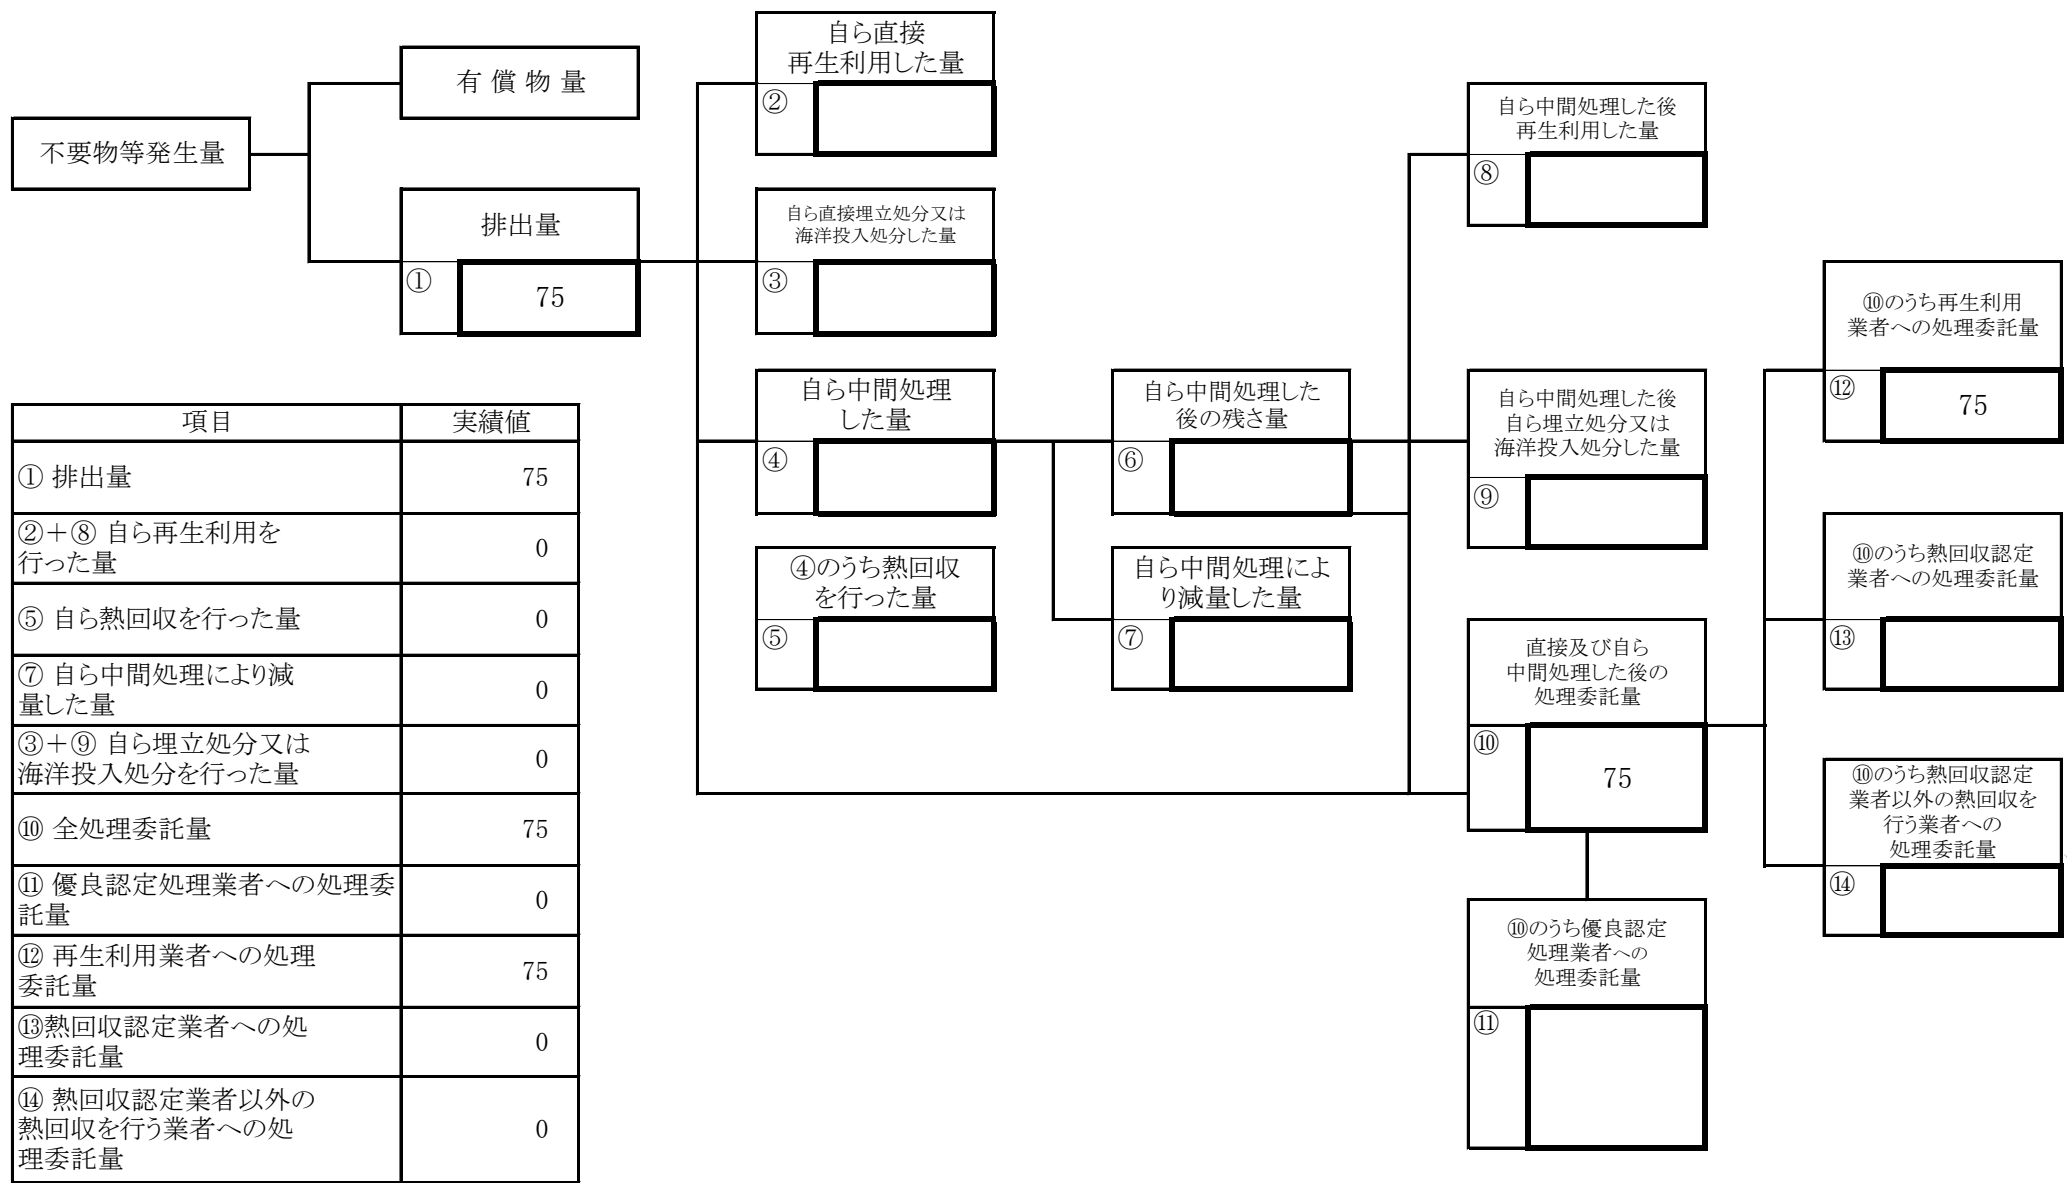 不要物等発生量
有 償 物 量
排出量
①
75
自ら直接
再生利用した量
②
自ら直接埋立処分又は
海洋投入処分した量
③
自ら中間処理
した量
④
④のうち熱回収
を行った量
⑤
自ら中間処理した
後の残さ量
⑥
自ら中間処理によ
り減量した量
⑦
自ら中間処理した後
再生利用した量
⑧
自ら中間処理した後
自ら埋立処分又は
海洋投入処分した量
⑨
直接及び自ら
中間処理した後の
処理委託量
⑩
75
⑩のうち優良認定
処理業者への
処理委託量
⑪
⑩のうち再生利用
業者への処理委託量
⑫
75
⑩のうち熱回収認定
業者への処理委託量
⑬
⑩のうち熱回収認定
業者以外の熱回収を
行う業者への
処理委託量
⑭
項目 実績値
① 排出量 75
②＋⑧ 自ら再生利用を
行った量 0
⑤ 自ら熱回収を行った量 0
⑦ 自ら中間処理により減
量した量 0
③＋⑨ 自ら埋立処分又は
海洋投入処分を行った量 0
⑩ 全処理委託量 75
⑪ 優良認定処理業者への処理委
託量 0
⑫ 再生利用業者への処理
委託量 75
⑬熱回収認定業者への処
理委託量 0
⑭ 熱回収認定業者以外の
熱回収を行う業者への処
理委託量 0